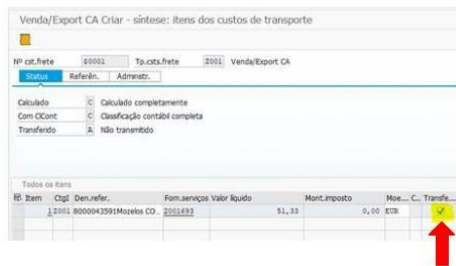 Venda/Export CA Criar - síntese: itens dos custos de transporte
Nº cst.frete $0001 Tp.csts.frete Z001 Venda/Export CA
Status Referên. Administr.
Calculado C Calculado completamente
Com ClCont C Classificação contábil completa
Transferido A Não transmitido
Todos os itens
Item CtgI Den.refer. Forn.serviços Valor líquido Mont.imposto Moe... C.. Transfe...
1 Z001 8000043591Mozelos CO.. 2001693 51,33 0,00 EUR